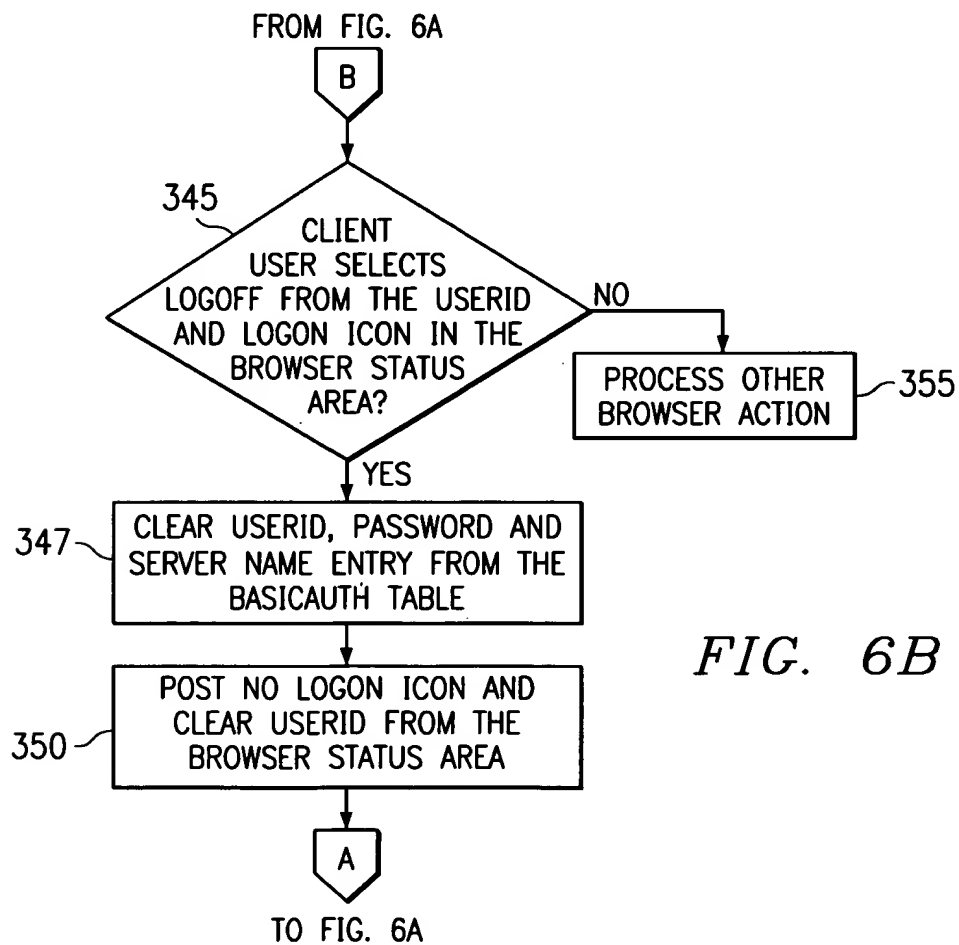 FROM FIG. 6A
B
345
CLIENT
USER SELECTS
LOGOFF FROM THE USERID
AND LOGON ICON IN THE
BROWSER STATUS
AREA?
NO
PROCESS OTHER
BROWSER ACTION
355
YES
347
CLEAR USERID, PASSWORD AND
SERVER NAME ENTRY FROM THE
BASICAUTH TABLE
350
POST NO LOGON ICON AND
CLEAR USERID FROM THE
BROWSER STATUS AREA
FIG. 6B
A
TO FIG. 6A